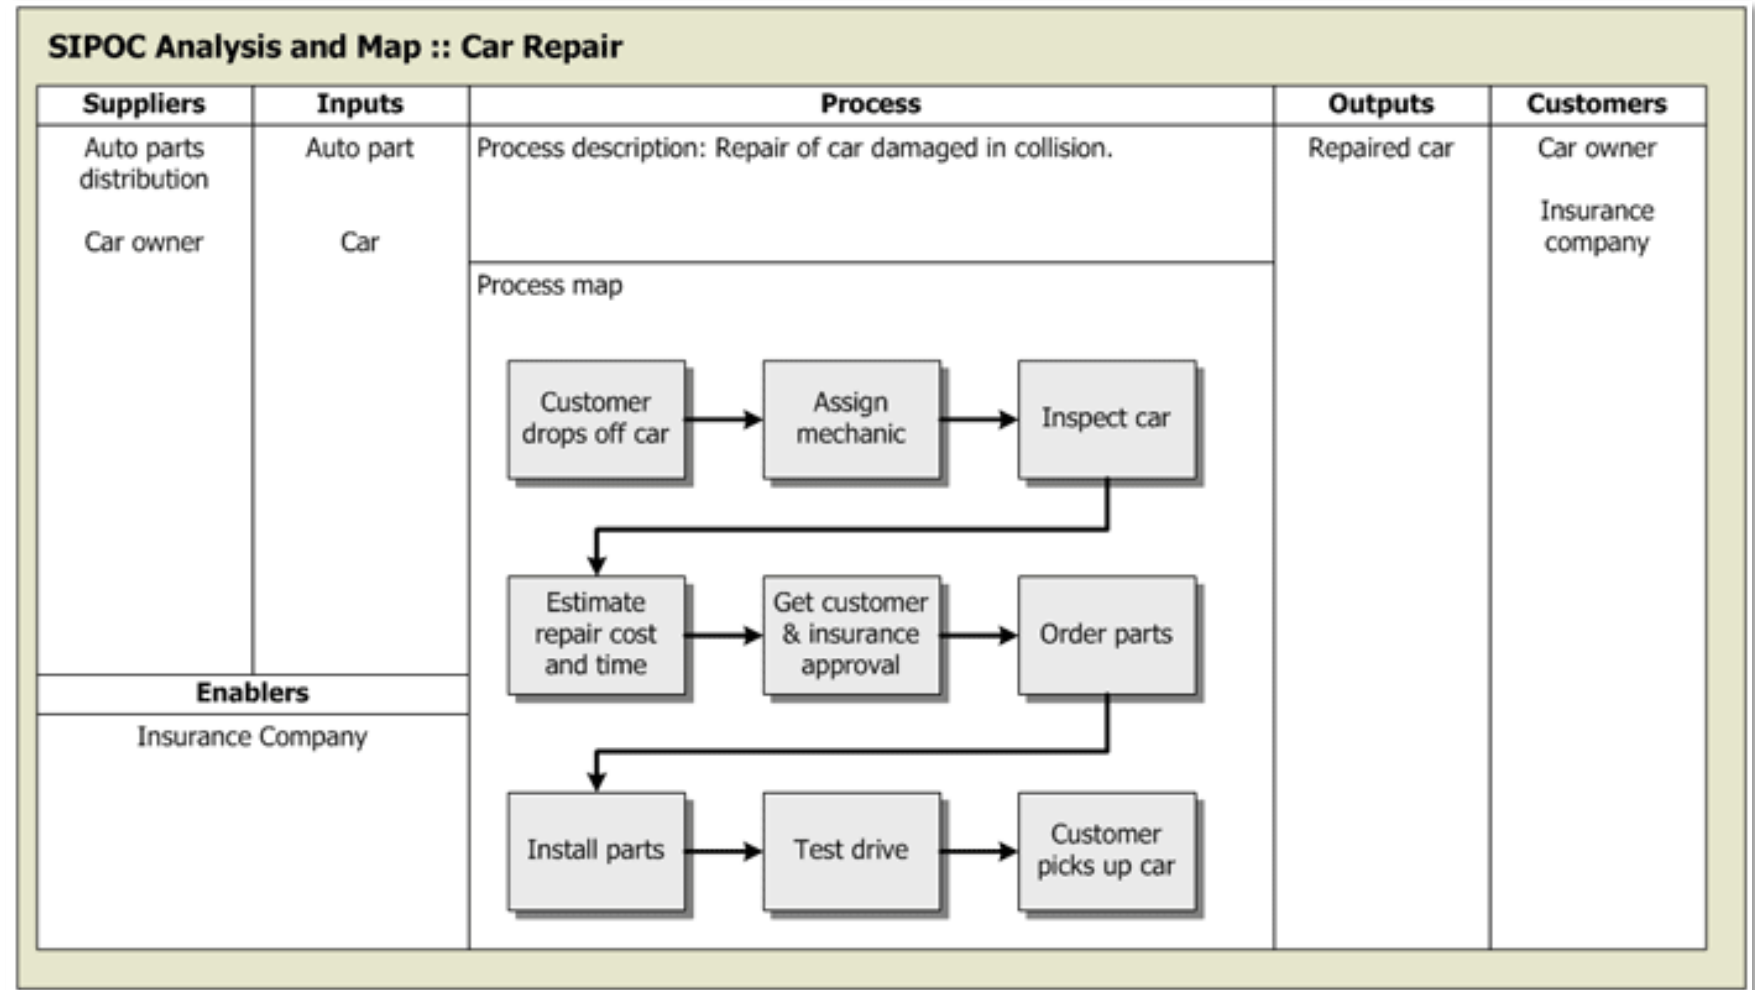 SIPOC Analysis and Map :: Car Repair
Suppliers
Inputs
Process
Outputs
Customers
Auto parts
distribution
Car owner
Auto part
Car
Enablers
Insurance Company
Process description: Repair of car damaged in collision.
Process map
Customer
drops off car
Assign
mechanic
Inspect car
Estimate
repair cost
and time
Get customer
& insurance
approval
Order parts
Install parts
Test drive
Customer
picks up car
Repaired car
Car owner
Insurance
company